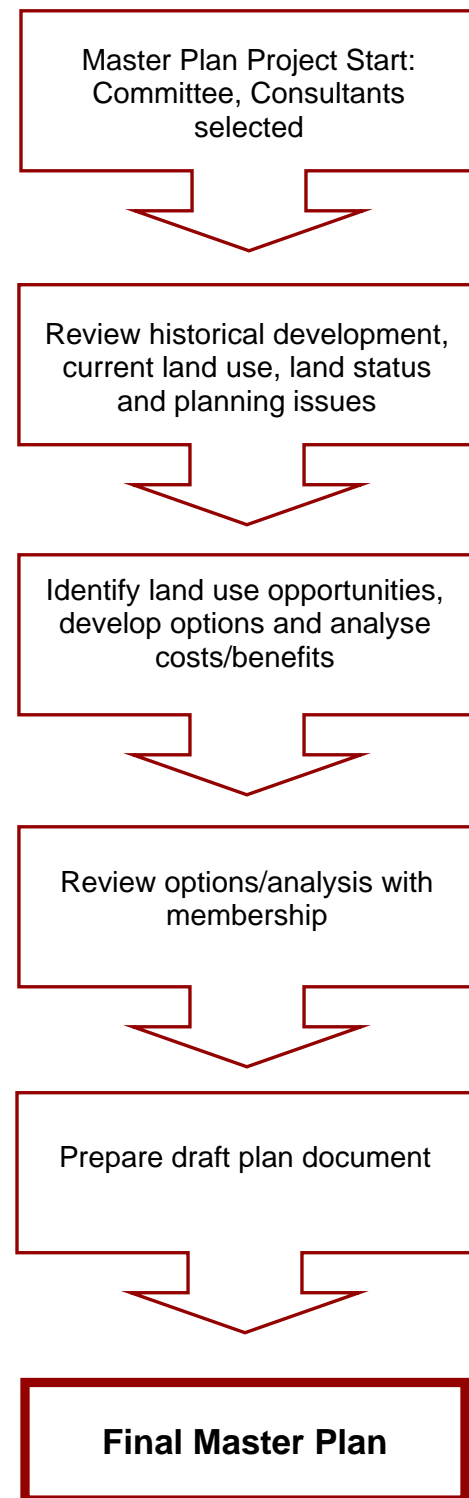 Master Plan Project Start:
Committee, Consultants
selected
Review historical development,
current land use, land status
and planning issues
Identify land use opportunities,
develop options and analyse
costs/benefits
Review options/analysis with
membership
Prepare draft plan document
Final Master Plan